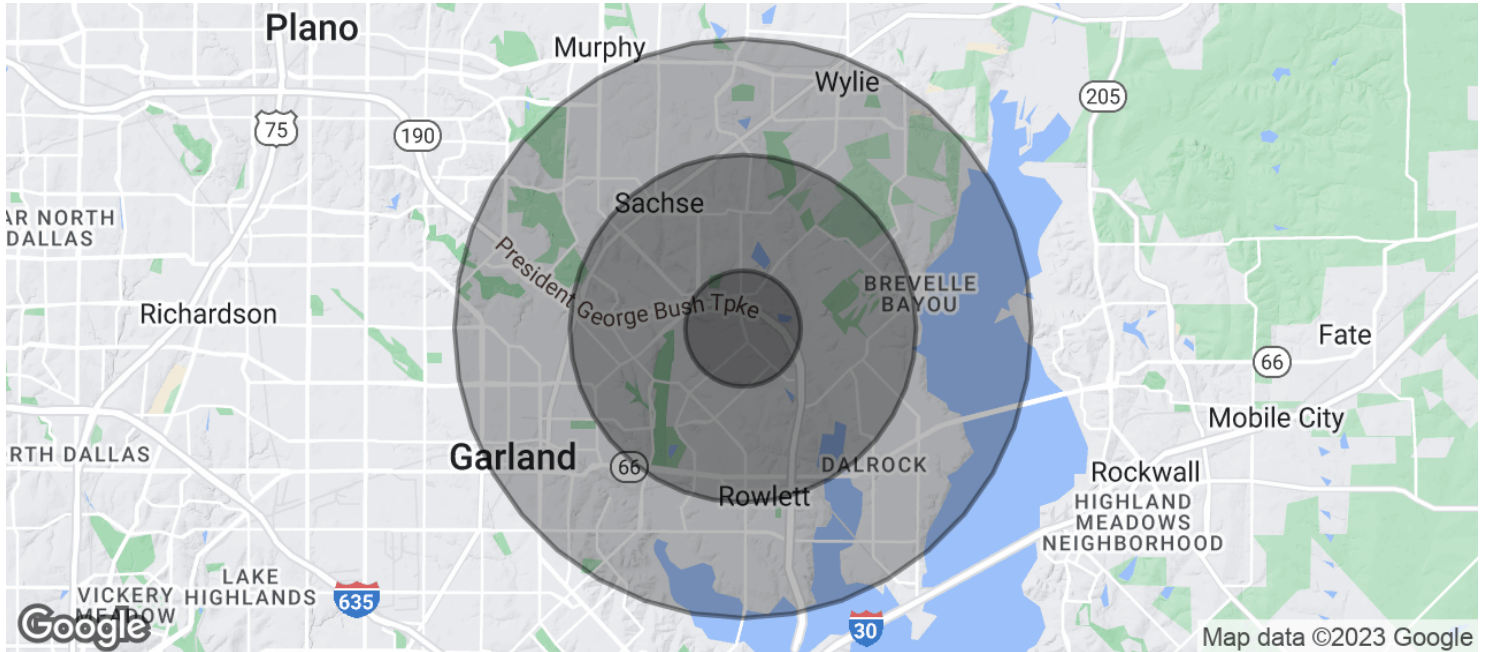 Plano
Murphy
Wylie
205
75
190
Sachse
AR NORTH
DALLAS
President George Bush Tpke
BREVELLE
BAYOU
Richardson
Fate
66
Mobile City
RTH DALLAS
Garland
66
DALROCK
Rockwall
Rowlett
HIGHLAND
MEADOWS
NEIGHBORHOOD
LAKE
HIGHLANDS
VICKERY
MEADOW
635
30
Google
Map data ©2023 Google